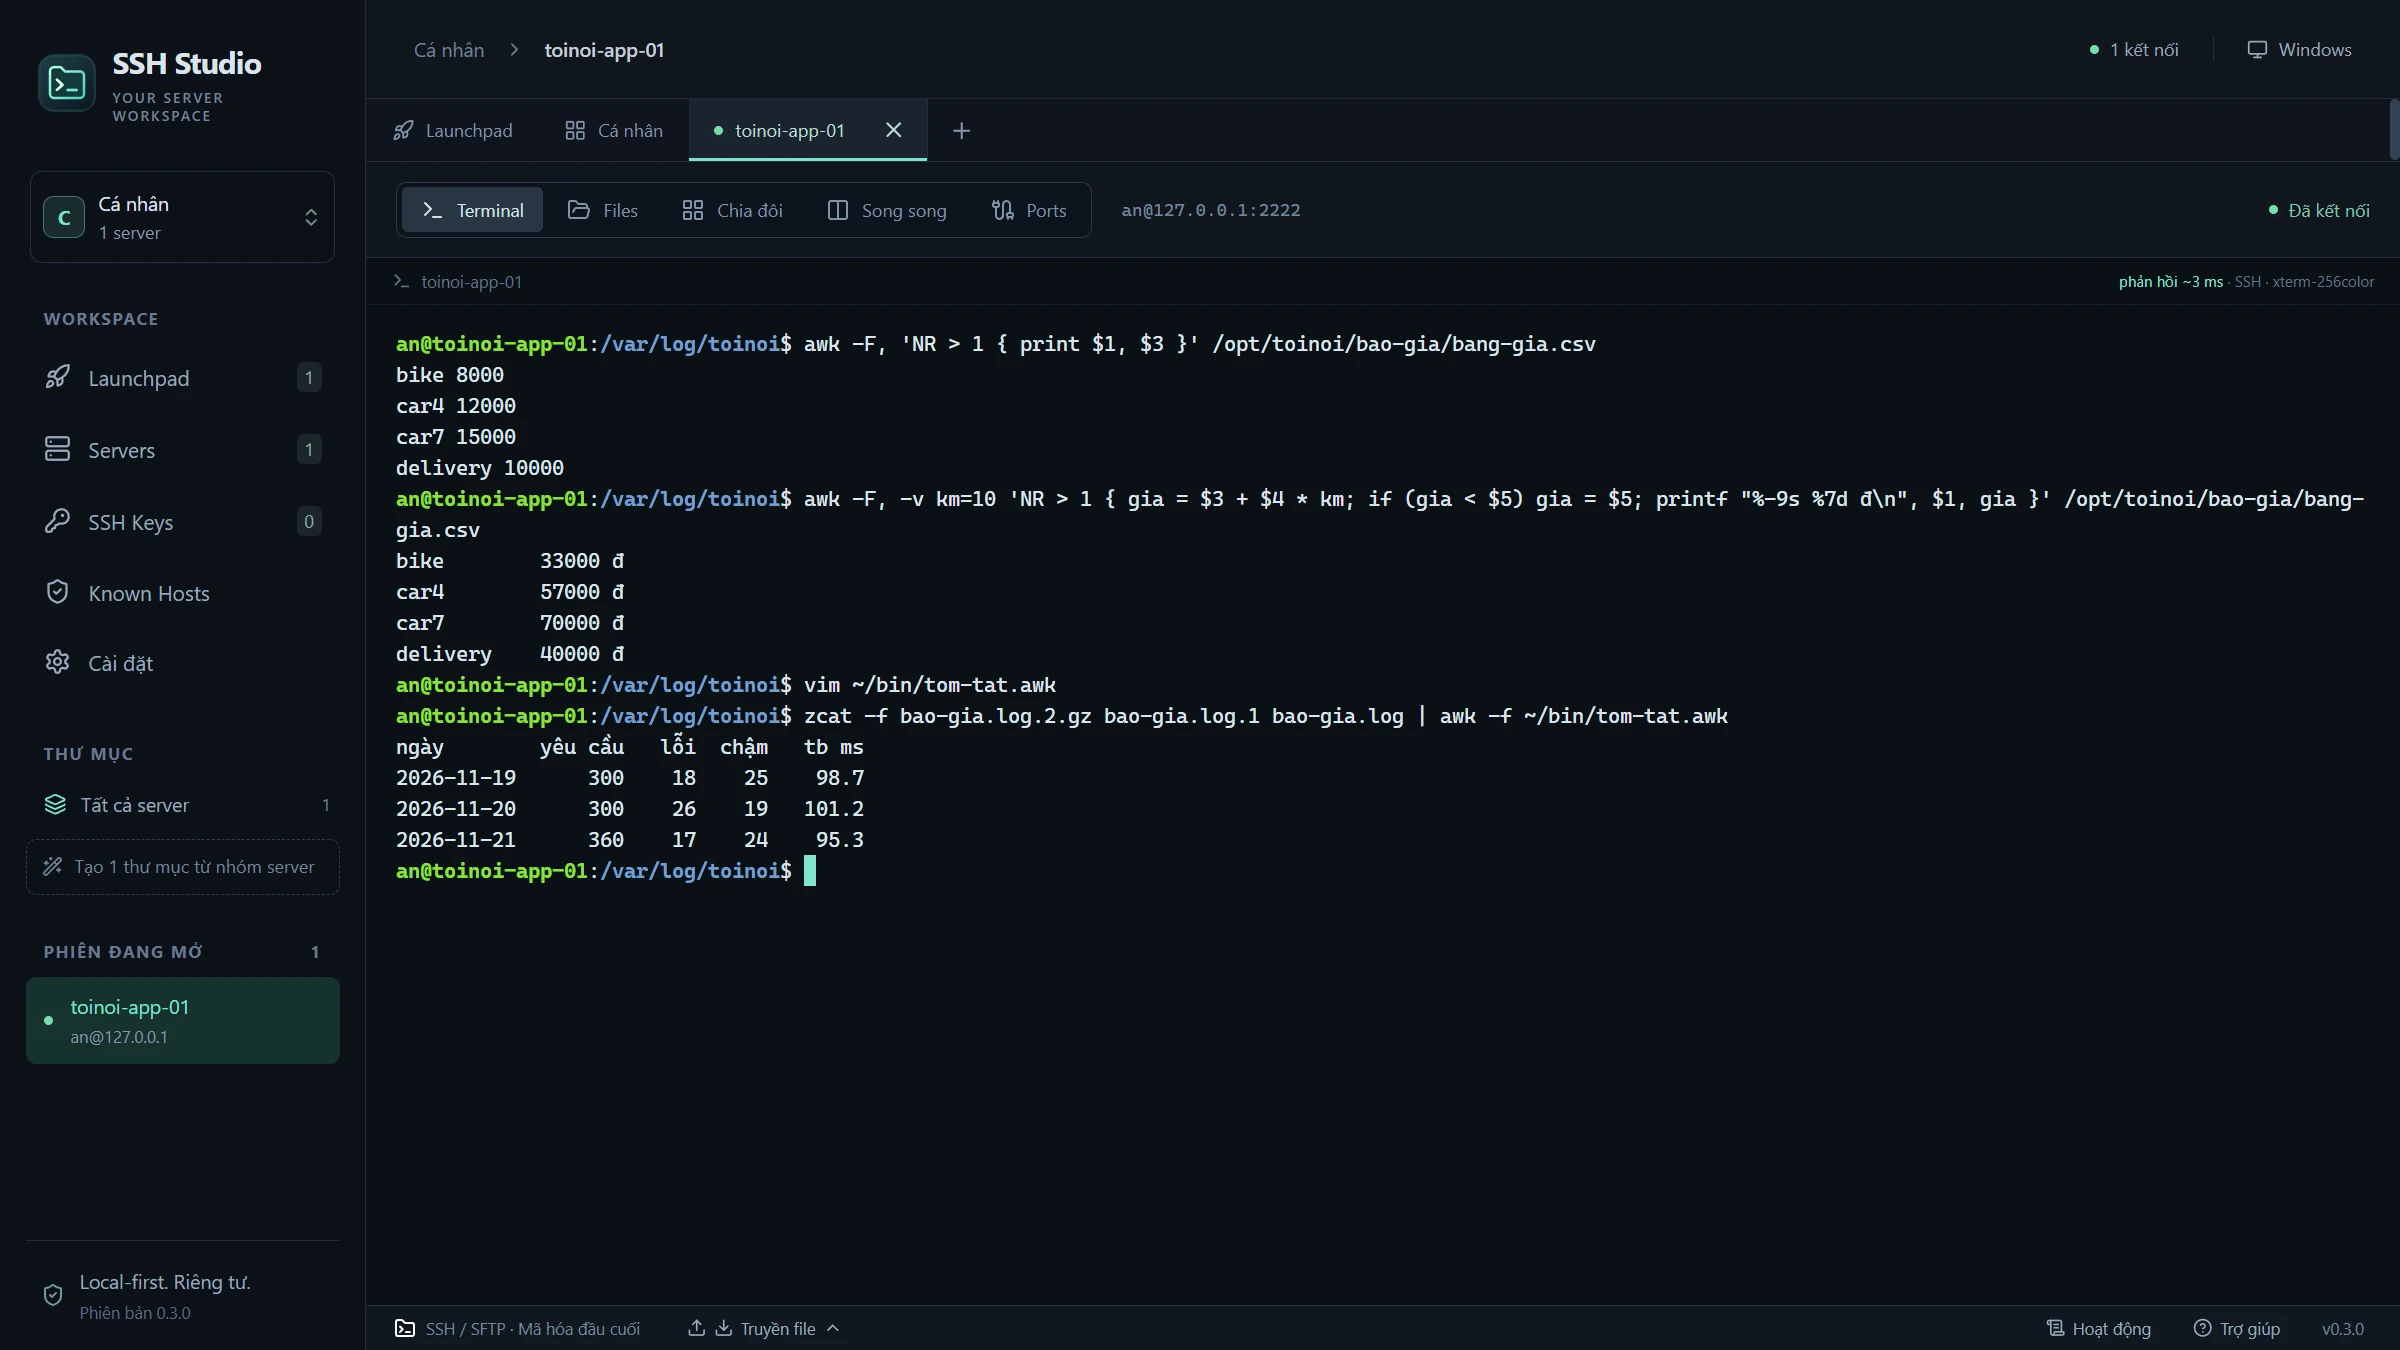 SSH Studio
YOUR SERVER
WORKSPACE
C
Cá nhân
1 server
WORKSPACE
Launchpad 1
Servers 1
SSH Keys 0
Known Hosts
Cài đặt
THƯ MỤC
Tất cả server 1
Tạo 1 thư mục từ nhóm server
PHIÊN ĐANG MỞ 1
toinoi-app-01
an@127.0.0.1
Local-first. Riêng tư.
Phiên bản 0.3.0
Cá nhân > toinoi-app-01
1 kết nối
Windows
Launchpad
Cá nhân
toinoi-app-01
Terminal
Files
Chia đôi
Song song
Ports
an@127.0.0.1:2222
Đã kết nối
toinoi-app-01
phản hồi ~3 ms · SSH · xterm-256color
an@toinoi-app-01:/var/log/toinoi$ awk -F, 'NR > 1 { print $1, $3 }' /opt/toinoi/bao-gia/bang-gia.csv
bike 8000
car4 12000
car7 15000
delivery 10000
an@toinoi-app-01:/var/log/toinoi$ awk -F, -v km=10 'NR > 1 { gia = $3 + $4 * km; if (gia < $5) gia = $5; printf "%-9s %7d đ\n", $1, gia }' /opt/toinoi/bao-gia/bang-
gia.csv
bike 33000 đ
car4 57000 đ
car7 70000 đ
delivery 40000 đ
an@toinoi-app-01:/var/log/toinoi$ vim ~/bin/tom-tat.awk
an@toinoi-app-01:/var/log/toinoi$ zcat -f bao-gia.log.2.gz bao-gia.log.1 bao-gia.log | awk -f ~/bin/tom-tat.awk
ngày yêu cầu lỗi chậm tb ms
2026-11-19 300 18 25 98.7
2026-11-20 300 26 19 101.2
2026-11-21 360 17 24 95.3
an@toinoi-app-01:/var/log/toinoi$
SSH / SFTP · Mã hóa đầu cuối
Truyền file
Hoạt động
Trợ giúp
v0.3.0